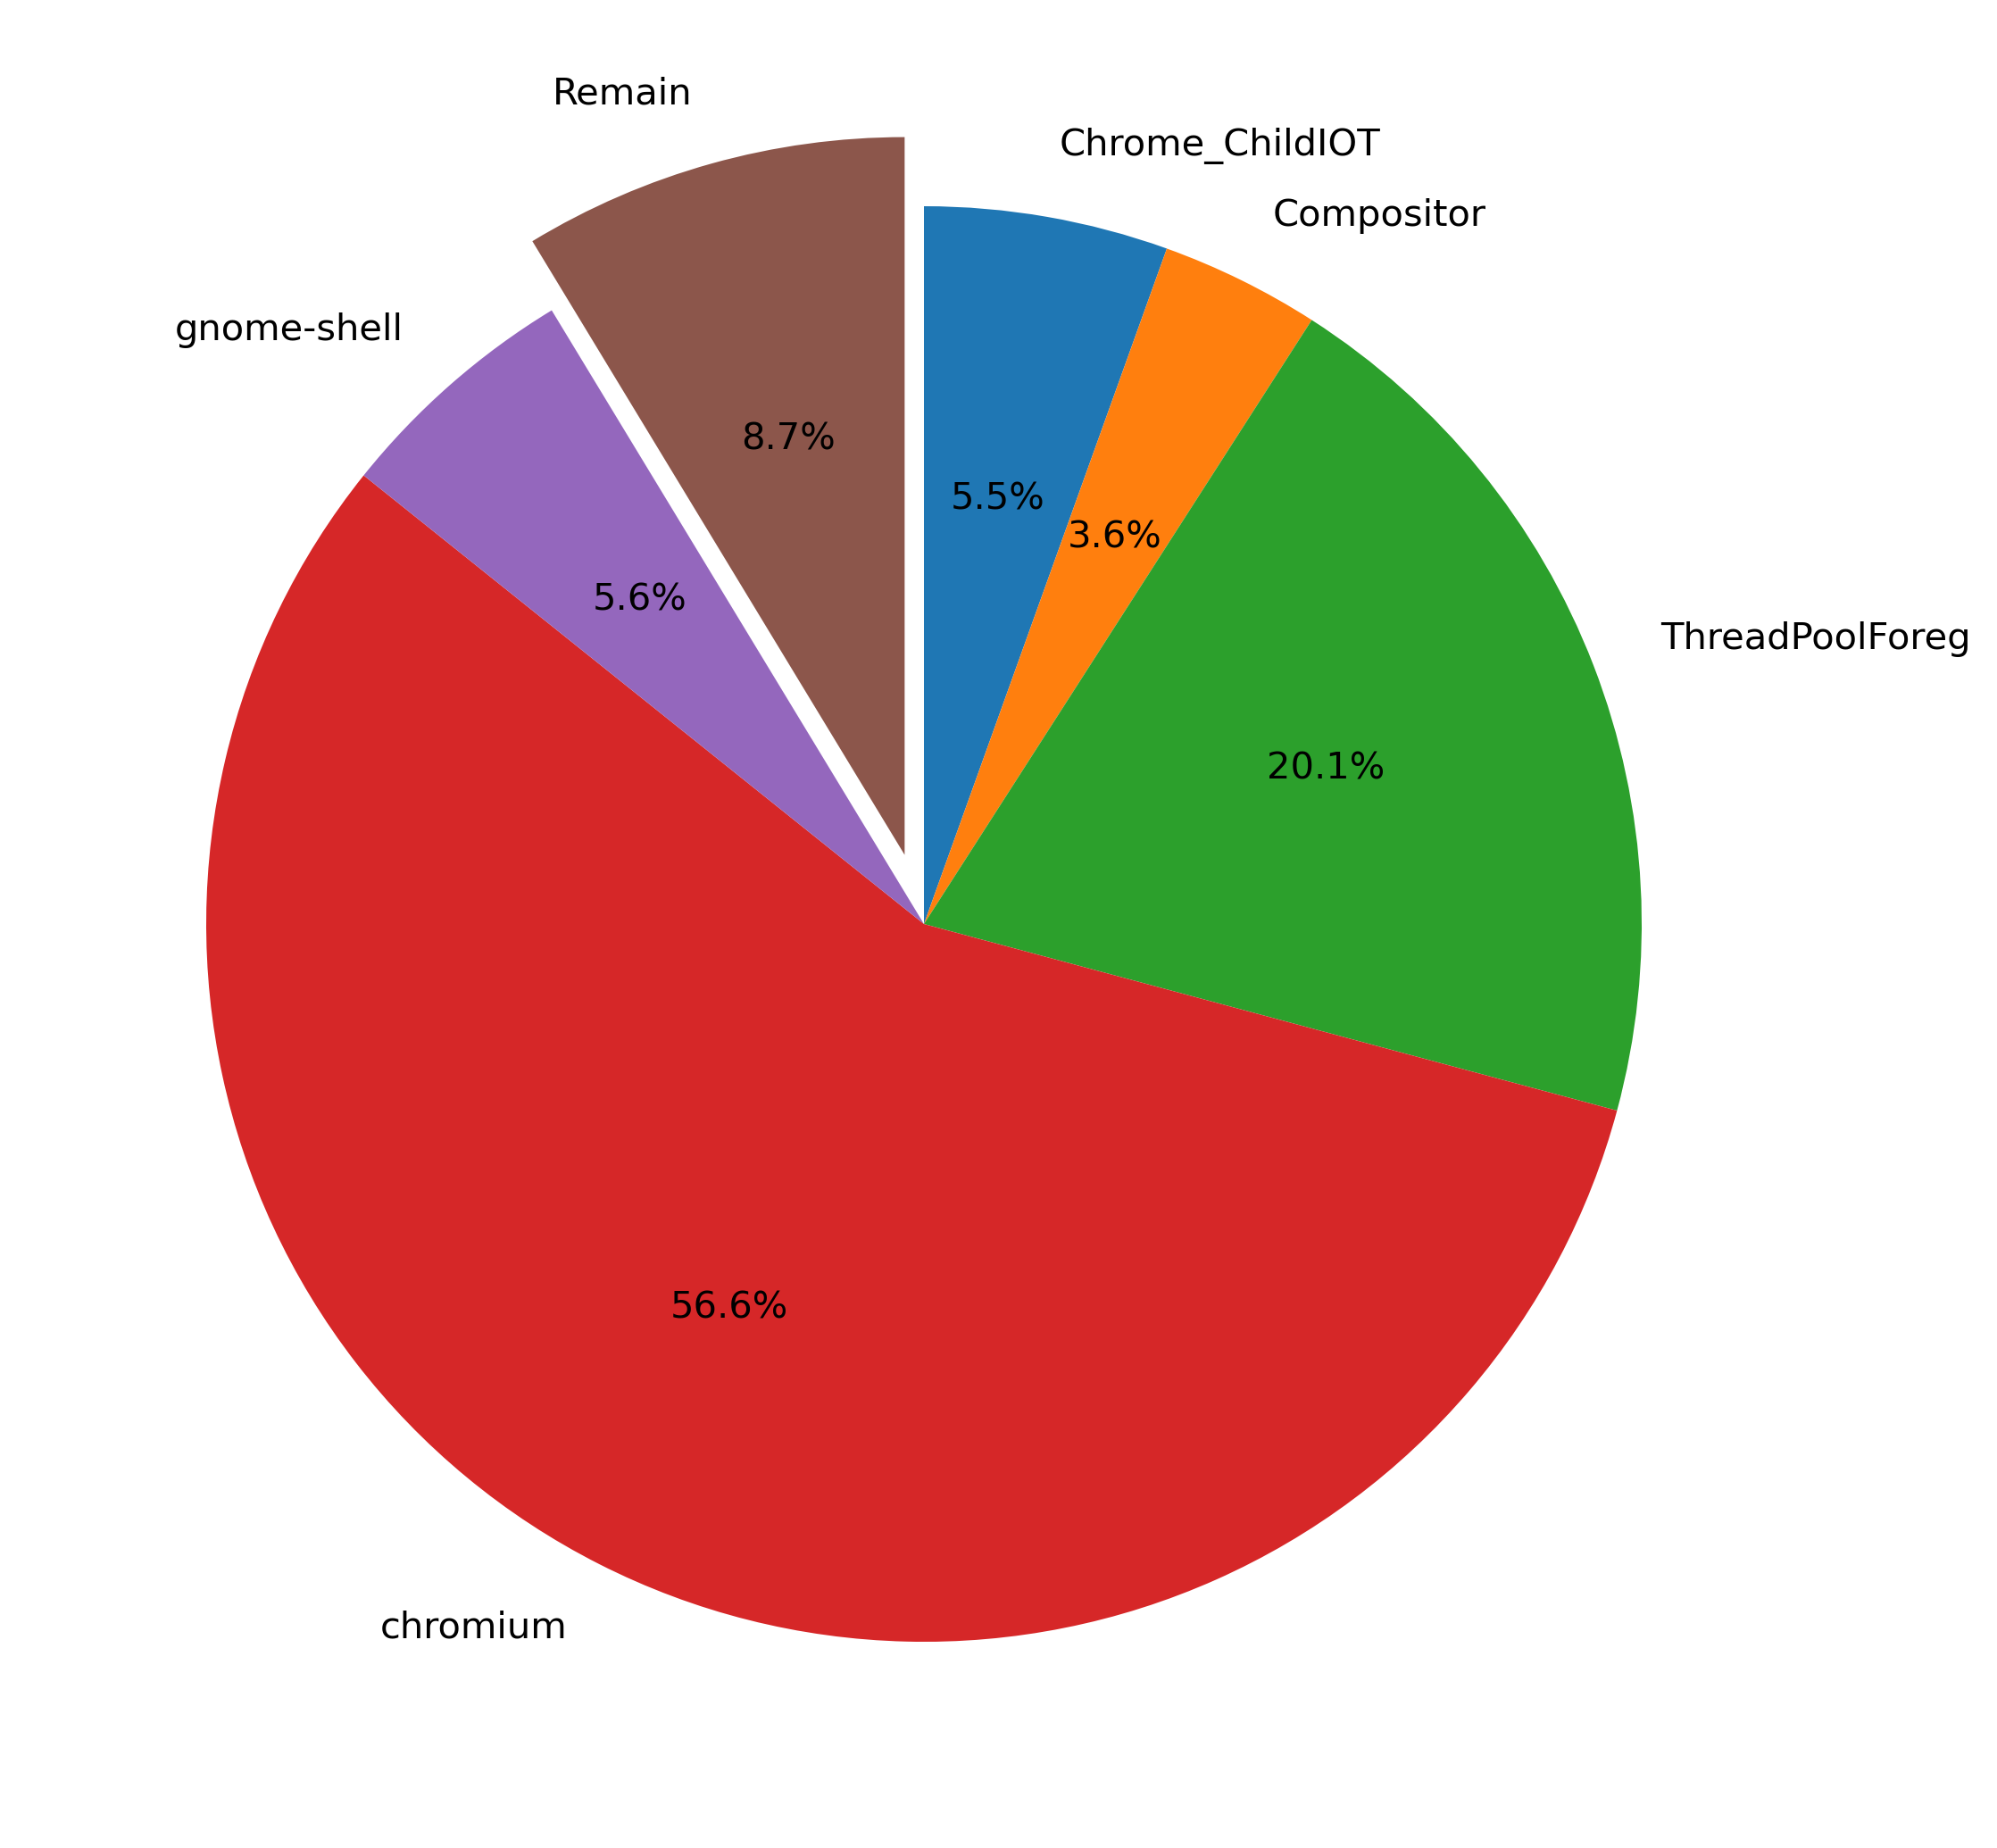 Remain
Chrome_ChildIOT
Compositor
gnome-shell
8.7%
5.5%
3.6%
5.6%
ThreadPoolForeg
20.1%
56.6%
chromium